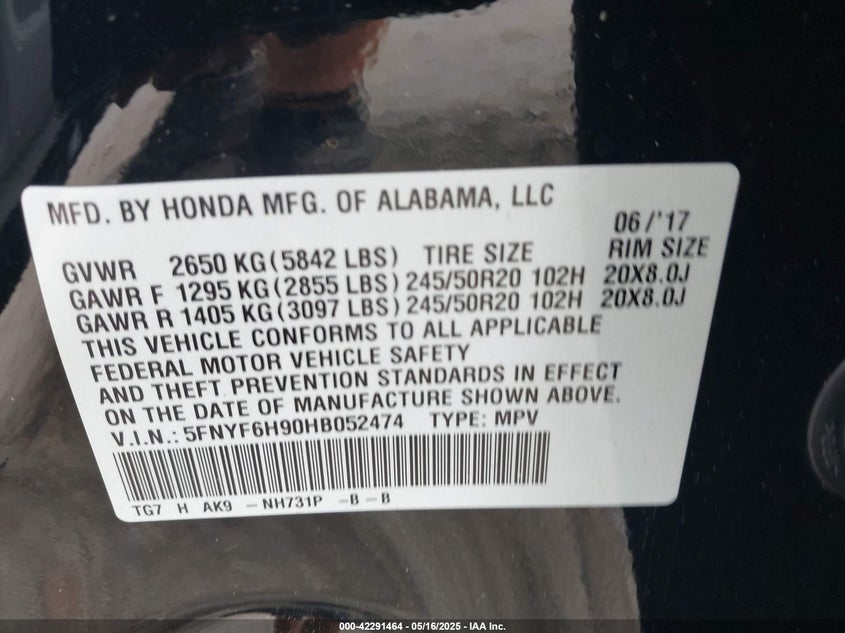 MFD. BY HONDA MFG. OF ALABAMA, LLC
06/'17
GVWR 2650 KG(5842 LBS) TIRE SIZE RIM SIZE
GAWR F 1295 KG(2855 LBS)245/50R20 102H 20X8.0J
GAWR R 1405 KG(3097 LBS)245/50R20 102H 20X8.0J
THIS VEHICLE CONFORMS TO ALL APPLICABLE
FEDERAL MOTOR VEHICLE SAFETY
AND THEFT PREVENTION STANDARDS IN EFFECT
ON THE DATE OF MANUFACTURE SHOWN ABOVE.
V.I.N.: 5FNYF6H90HB052474 TYPE: MPV
TG7 H AK9 -NH731P -B -B
000-42291464 - 05/16/2025 - IAA Inc.